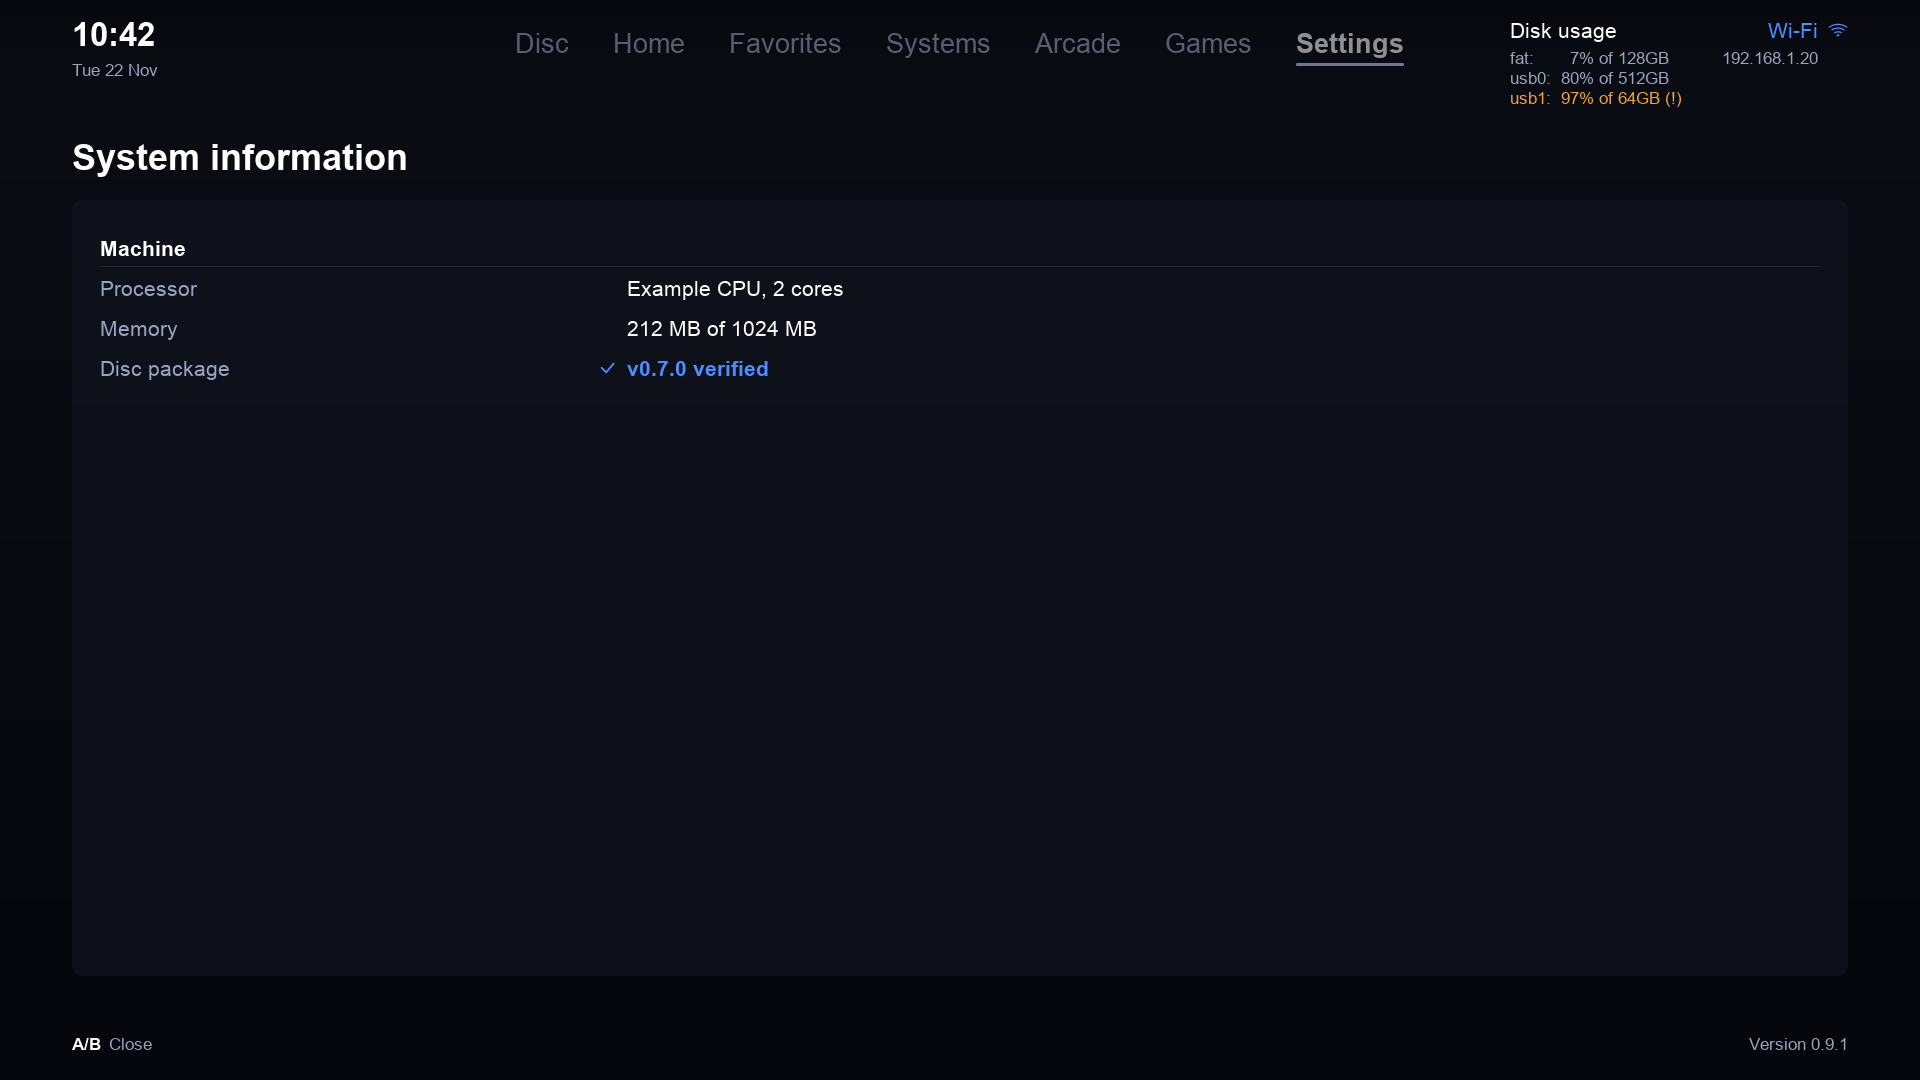 10:42
Tue 22 Nov
Disc Home Favorites Systems Arcade Games Settings
Disk usage
fat: 7% of 128GB
usb0: 80% of 512GB
usb1: 97% of 64GB (!)
Wi-Fi
192.168.1.20
System information
Machine
Processor Example CPU, 2 cores
Memory 212 MB of 1024 MB
Disc package v0.7.0 verified
A/B Close
Version 0.9.1